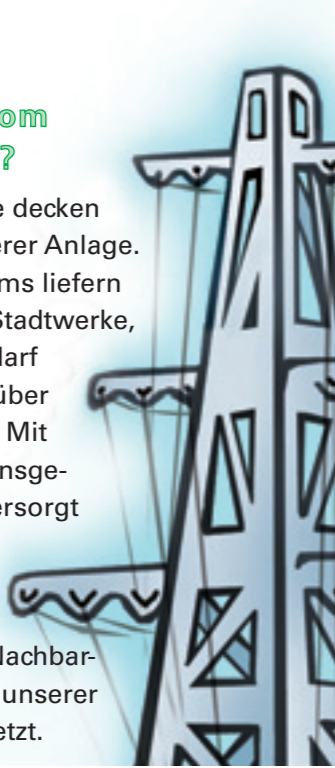 om
?
e decken
erer Anlage.
ms liefern
Stadtwerke,
darf
über
Mit
nsge-
ersorgt
Nachbar-
unserer
etzt.